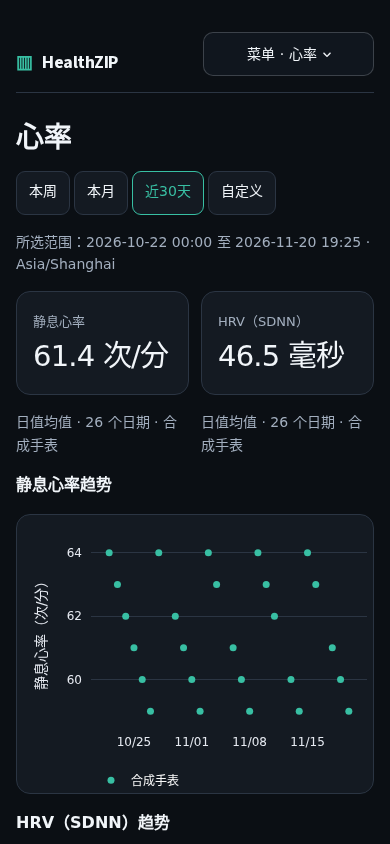 HealthZIP
菜单 · 心率
心率
本周
本月
近30天
自定义
所选范围：2026-10-22 00:00 至 2026-11-20 19:25 ·
Asia/Shanghai
静息心率
61.4 次/分
HRV（SDNN）
46.5 毫秒
日值均值 · 26 个日期 · 合
成手表
日值均值 · 26 个日期 · 合
成手表
静息心率趋势
静息心率（次/分）
64
62
60
10/25
11/01
11/08
11/15
合成手表
HRV（SDNN）趋势